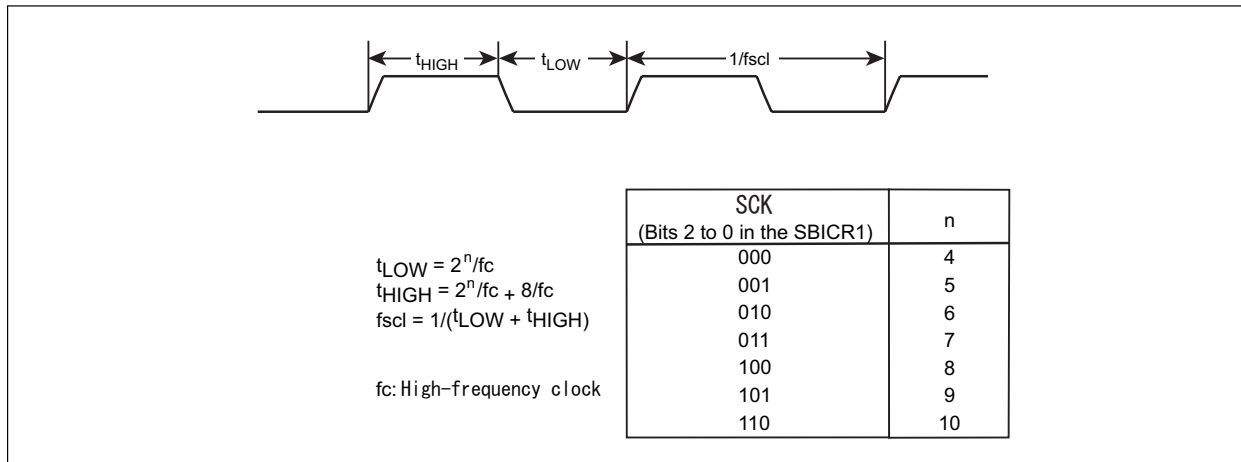 tHIGH tLOW 1/fscl
SCK
(Bits 2 to 0 in the SBICR1)
n
000 4
001 5
010 6
011 7
100 8
101 9
110 10
tLOW = 2ⁿ/fc
tHIGH = 2ⁿ/fc + 8/fc
fscl = 1/(tLOW + tHIGH)
fc: High-frequency clock